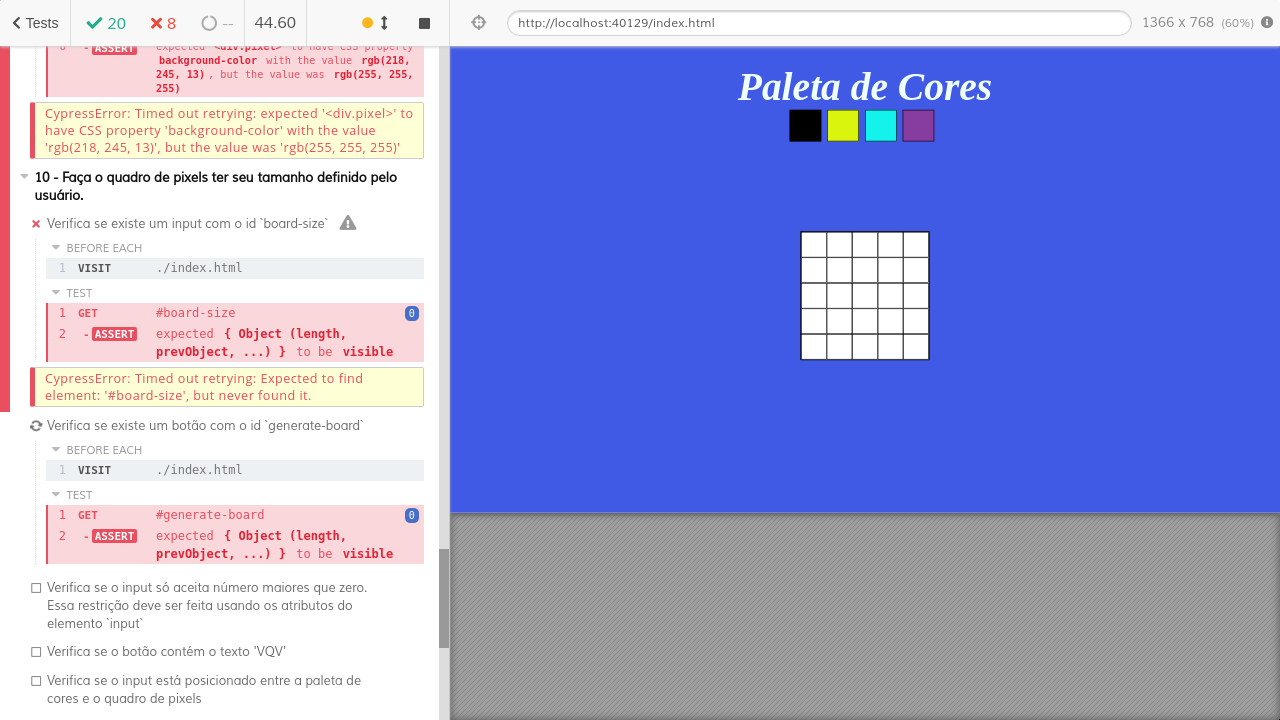 Tests 20 8 -- 44.60 http://localhost:40129/index.html 1366 x 768 (60%)
6 - ASSERT expected <div.pixel> to have CSS property
background-color with the value rgb(218,
245, 13) , but the value was rgb(255, 255,
255)
CypressError: Timed out retrying: expected '<div.pixel>' to
have CSS property 'background-color' with the value
'rgb(218, 245, 13)', but the value was 'rgb(255, 255, 255)'
10 - Faça o quadro de pixels ter seu tamanho definido pelo
usuário.
Verifica se existe um input com o id `board-size`
BEFORE EACH
1 VISIT ./index.html
TEST
1 GET #board-size 0
2 - ASSERT expected { Object (length,
prevObject, ...) } to be visible
CypressError: Timed out retrying: Expected to find
element: '#board-size', but never found it.
Verifica se existe um botão com o id `generate-board`
BEFORE EACH
1 VISIT ./index.html
TEST
1 GET #generate-board 0
2 - ASSERT expected { Object (length,
prevObject, ...) } to be visible
Verifica se o input só aceita número maiores que zero.
Essa restrição deve ser feita usando os atributos do
elemento `input`
Verifica se o botão contém o texto 'VQV'
Verifica se o input está posicionado entre a paleta de
cores e o quadro de pixels
Paleta de Cores